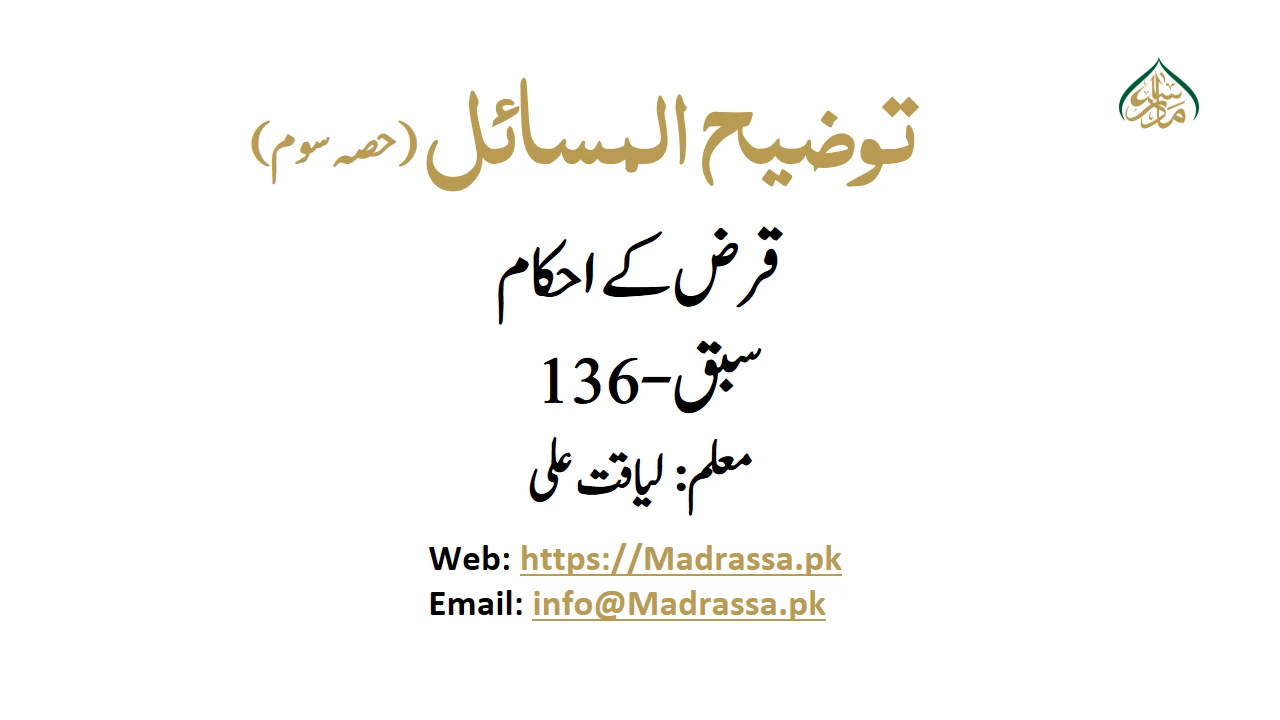 توضیح المسائل (حصہ سوم)
قرض کے احکام
سبق–136
معلم: لیاقت علی
Web: https://Madrassa.pk
Email: info@Madrassa.pk
مدرسہ